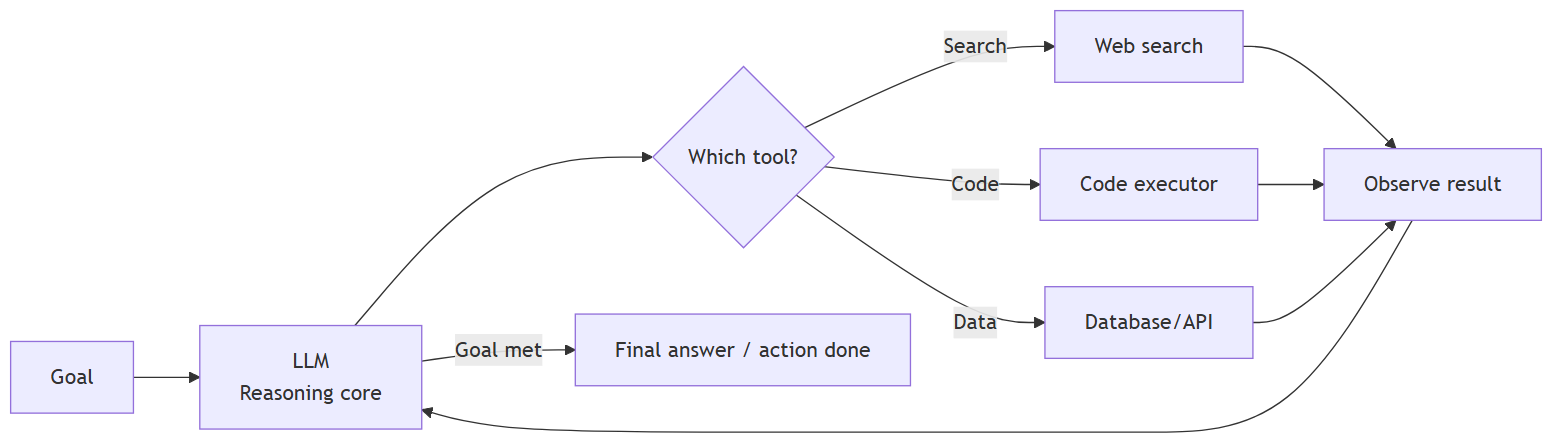 Goal
LLM
Reasoning core
Goal met
Final answer / action done
Which tool?
Search
Web search
Code
Code executor
Data
Database/API
Observe result